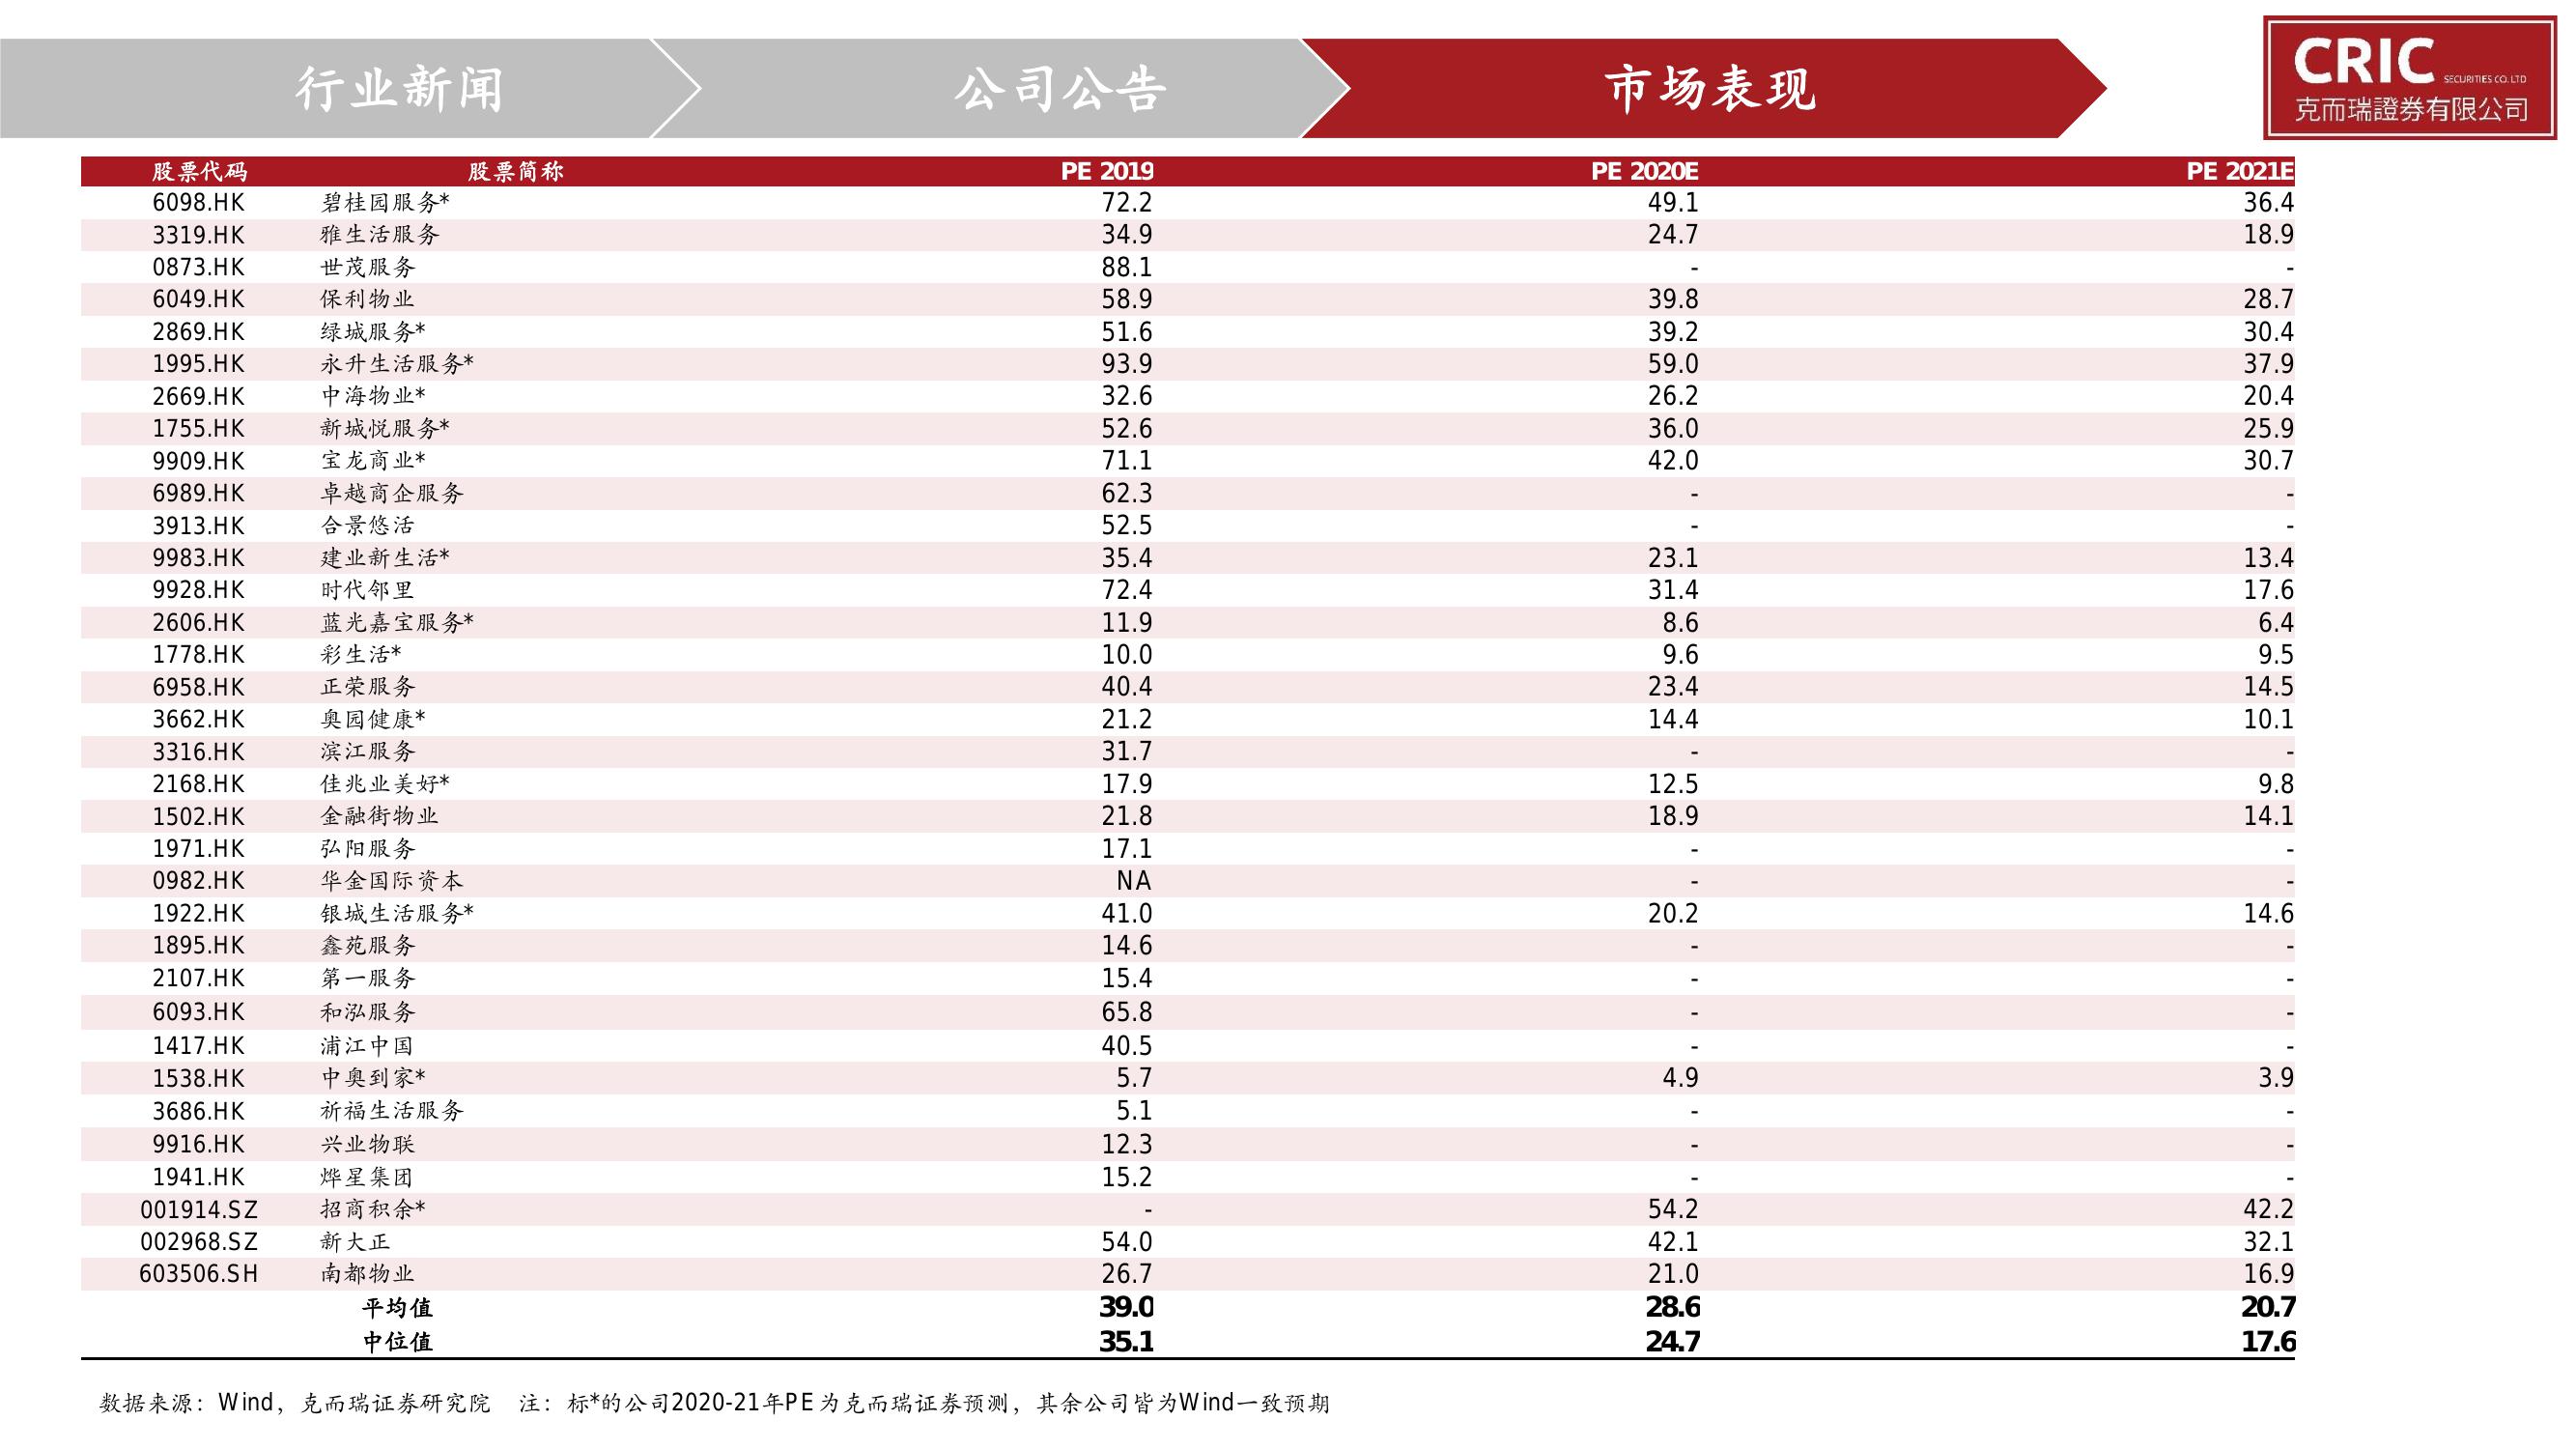 行业新闻 公司公告 市场表现
CRIC SECURITIES CO. LTD
克而瑞證券有限公司
股票代码 股票简称 PE 2019 PE 2020E PE 2021E
6098.HK 碧桂园服务* 72.2 49.1 36.4
3319.HK 雅生活服务 34.9 24.7 18.9
0873.HK 世茂服务 88.1 - -
6049.HK 保利物业 58.9 39.8 28.7
2869.HK 绿城服务* 51.6 39.2 30.4
1995.HK 永升生活服务* 93.9 59.0 37.9
2669.HK 中海物业* 32.6 26.2 20.4
1755.HK 新城悦服务* 52.6 36.0 25.9
9909.HK 宝龙商业* 71.1 42.0 30.7
6989.HK 卓越商企服务 62.3 - -
3913.HK 合景悠活 52.5 - -
9983.HK 建业新生活* 35.4 23.1 13.4
9928.HK 时代邻里 72.4 31.4 17.6
2606.HK 蓝光嘉宝服务* 11.9 8.6 6.4
1778.HK 彩生活* 10.0 9.6 9.5
6958.HK 正荣服务 40.4 23.4 14.5
3662.HK 奥园健康* 21.2 14.4 10.1
3316.HK 滨江服务 31.7 - -
2168.HK 佳兆业美好* 17.9 12.5 9.8
1502.HK 金融街物业 21.8 18.9 14.1
1971.HK 弘阳服务 17.1 - -
0982.HK 华金国际资本 NA - -
1922.HK 银城生活服务* 41.0 20.2 14.6
1895.HK 鑫苑服务 14.6 - -
2107.HK 第一服务 15.4 - -
6093.HK 和泓服务 65.8 - -
1417.HK 浦江中国 40.5 - -
1538.HK 中奥到家* 5.7 4.9 3.9
3686.HK 祈福生活服务 5.1 - -
9916.HK 兴业物联 12.3 - -
1941.HK 烨星集团 15.2 - -
001914.SZ 招商积余* - 54.2 42.2
002968.SZ 新大正 54.0 42.1 32.1
603506.SH 南都物业 26.7 21.0 16.9
平均值 39.0 28.6 20.7
中位值 35.1 24.7 17.6
数据来源：Wind，克而瑞证券研究院 注：标*的公司2020-21年PE为克而瑞证券预测，其余公司皆为Wind一致预期